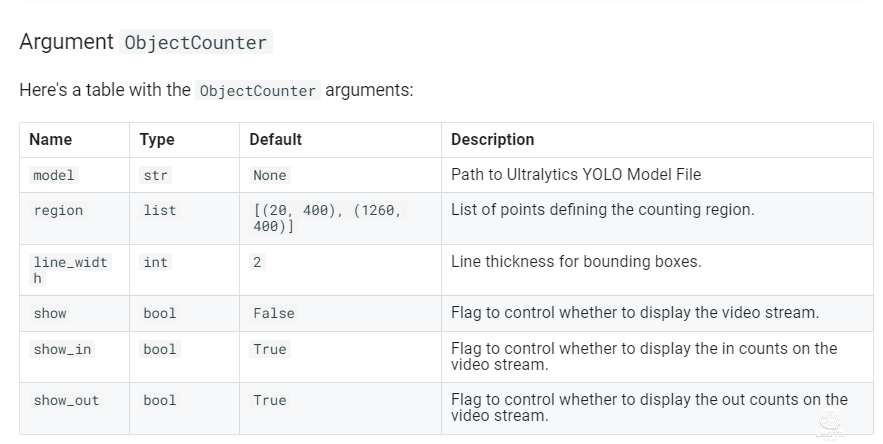 Argument ObjectCounter
Here's a table with the ObjectCounter arguments:
Name Type Default Description
model str None Path to Ultralytics YOLO Model File
region list [(20, 400), (1260, List of points defining the counting region.
400)]
line_widt int 2 Line thickness for bounding boxes.
h
show bool False Flag to control whether to display the video stream.
show_in bool True Flag to control whether to display the in counts on the
video stream.
show_out bool True Flag to control whether to display the out counts on the
video stream.